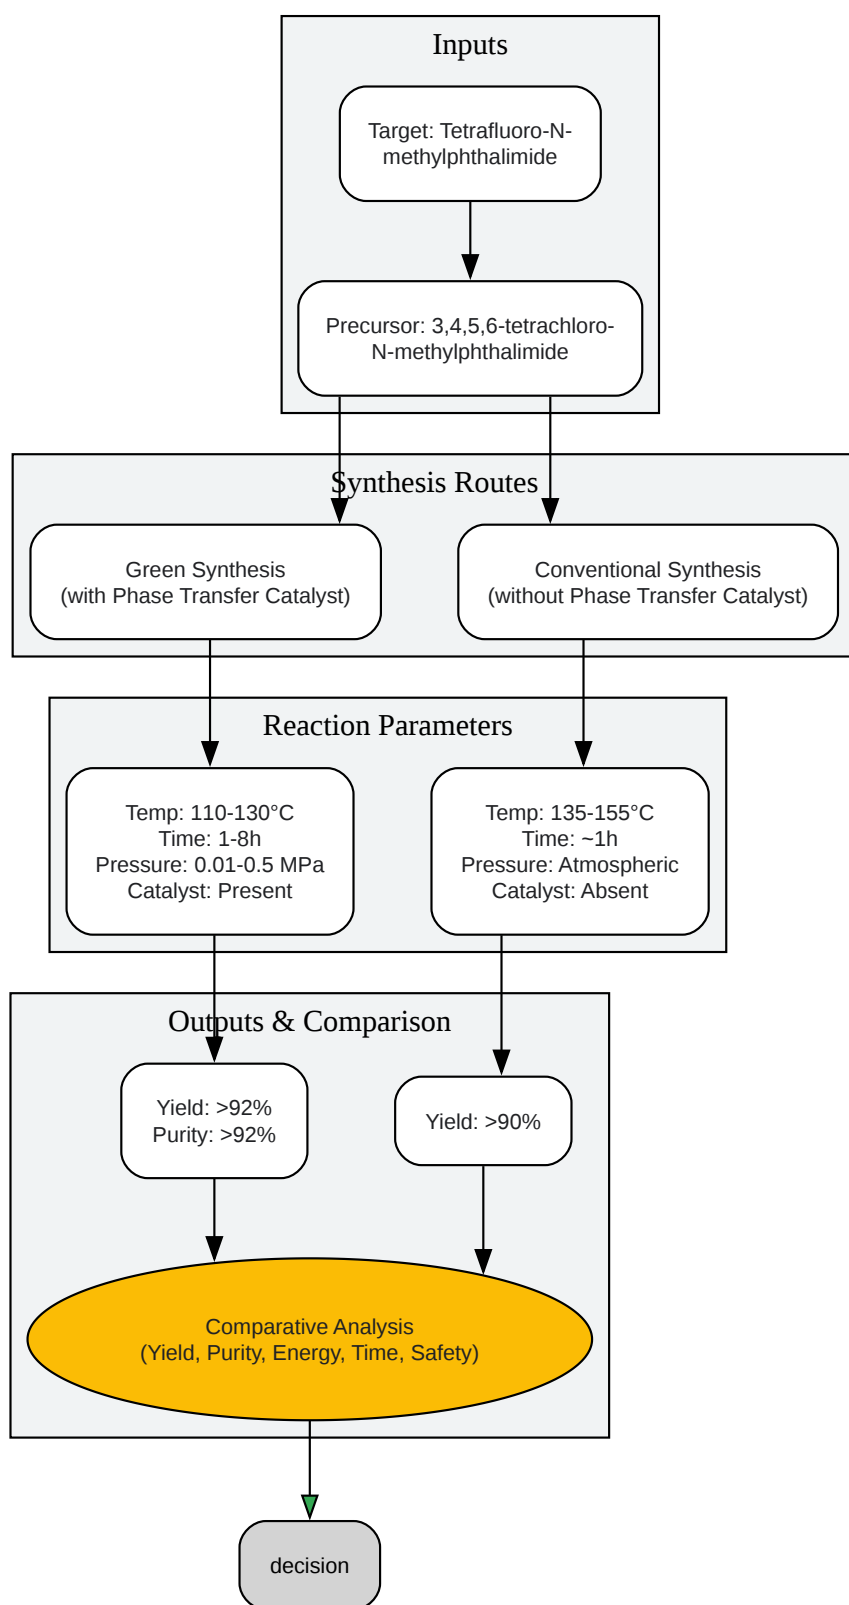 Inputs
Target: Tetrafluoro-N-
methylphthalimide
Precursor: 3,4,5,6-tetrachloro-
N-methylphthalimide
Synthesis Routes
Green Synthesis
(with Phase Transfer Catalyst)
Conventional Synthesis
(without Phase Transfer Catalyst)
Reaction Parameters
Temp: 110-130°C
Time: 1-8h
Pressure: 0.01-0.5 MPa
Catalyst: Present
Temp: 135-155°C
Time: ~1h
Pressure: Atmospheric
Catalyst: Absent
Outputs & Comparison
Yield: >92%
Purity: >92%
Yield: >90%
Comparative Analysis
(Yield, Purity, Energy, Time, Safety)
decision